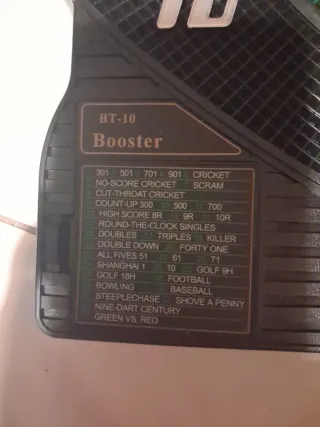 10
BT-10
Booster
301 501 701 901 CRICKET
NO-SCORE CRICKET SCRAM
CUT-THROAT CRICKET
COUNT-UP 300 500 700
HIGH SCORE 8R 9R 10R
ROUND-THE-CLOCK SINGLES
DOUBLES TRIPLES KILLER
DOUBLE DOWN FORTY ONE
ALL FIVES 51 61 71
SHANGHAI 1 10 GOLF 9H
GOLF 18H FOOTBALL
BOWLING BASEBALL
STEEPLECHASE SHOVE A PENNY
NINE-DART CENTURY
GREEN VS. RED